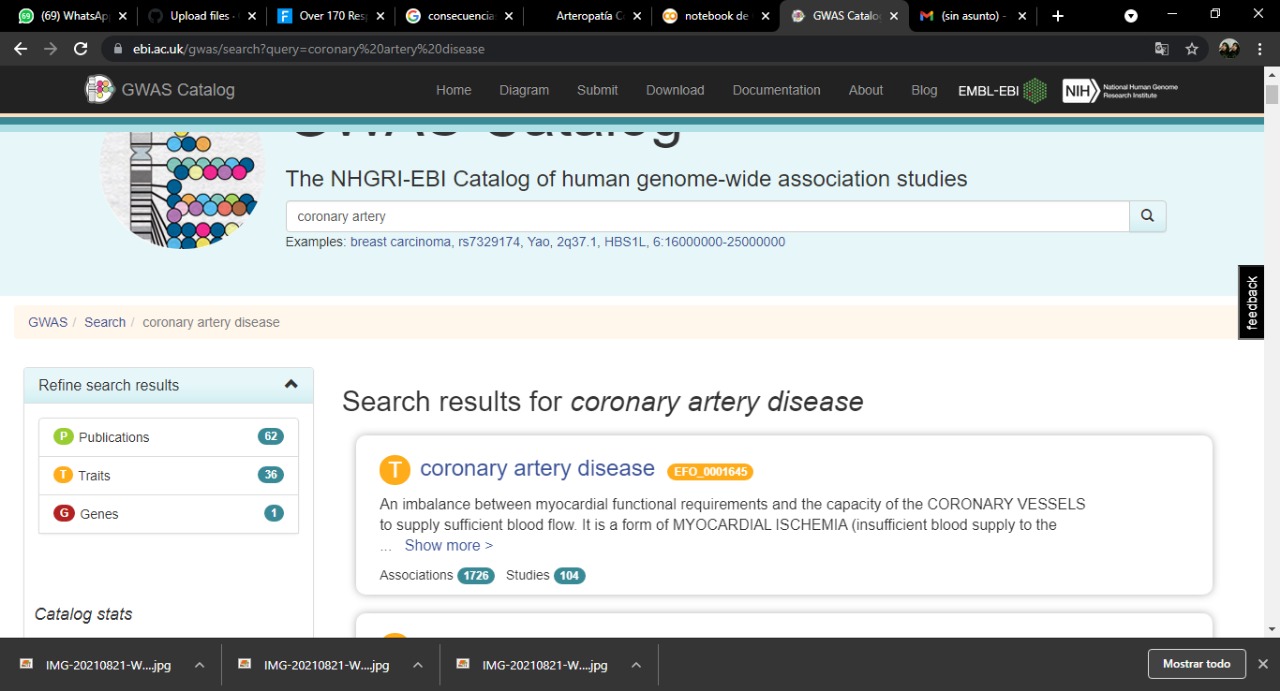 (69) WhatsAp
Upload files ·
Over 170 Res
consecuencia
Arteropatía C
notebook de
GWAS Catalo
(sin asunto) -
ebi.ac.uk/gwas/search?query=coronary%20artery%20disease
GWAS Catalog
Home
Diagram
Submit
Download
Documentation
About
Blog
EMBL-EBI
NIH
National Human Genome
Research Institute
GWAS Catalog
The NHGRI-EBI Catalog of human genome-wide association studies
coronary artery
Examples: breast carcinoma, rs7329174, Yao, 2q37.1, HBS1L, 6:16000000-25000000
feedback
GWAS / Search / coronary artery disease
Refine search results
P Publications 62
T Traits 36
G Genes 1
Catalog stats
Search results for coronary artery disease
T coronary artery disease EFO_0001645
An imbalance between myocardial functional requirements and the capacity of the CORONARY VESSELS
to supply sufficient blood flow. It is a form of MYOCARDIAL ISCHEMIA (insufficient blood supply to the
... Show more >
Associations 1726 Studies 104
IMG-20210821-W....jpg
IMG-20210821-W....jpg
IMG-20210821-W....jpg
Mostrar todo